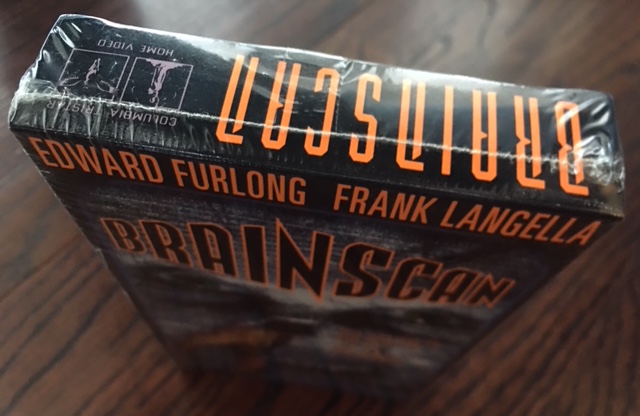 BRAINSCAN
COLUMBIA TRISTAR
HOME VIDEO
EDWARD FURLONG FRANK LANGELLA
BRAINSCAN